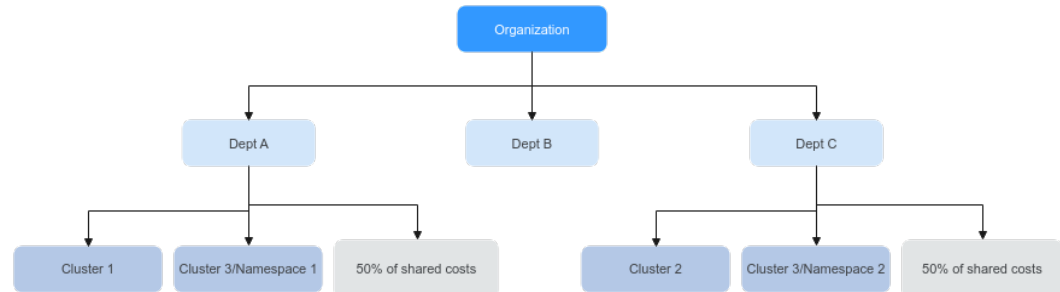 Organization
Dept A
Dept B
Dept C
Cluster 1
Cluster 3/Namespace 1
50% of shared costs
Cluster 2
Cluster 3/Namespace 2
50% of shared costs